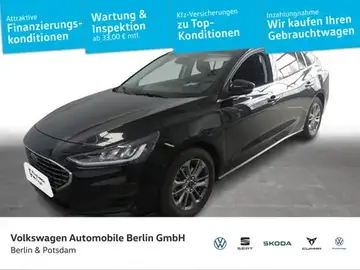 Attraktive
Finanzierungs-
konditionen
Wartung &
Inspektion
ab 33,00 € mtl.
Kfz-Versicherungen
zu Top-
Konditionen
Inzahlungnahme
Wir kaufen Ihren
Gebrauchtwagen
Volkswagen Automobile Berlin GmbH
Berlin & Potsdam
SEAT
SKODA
CUPRA